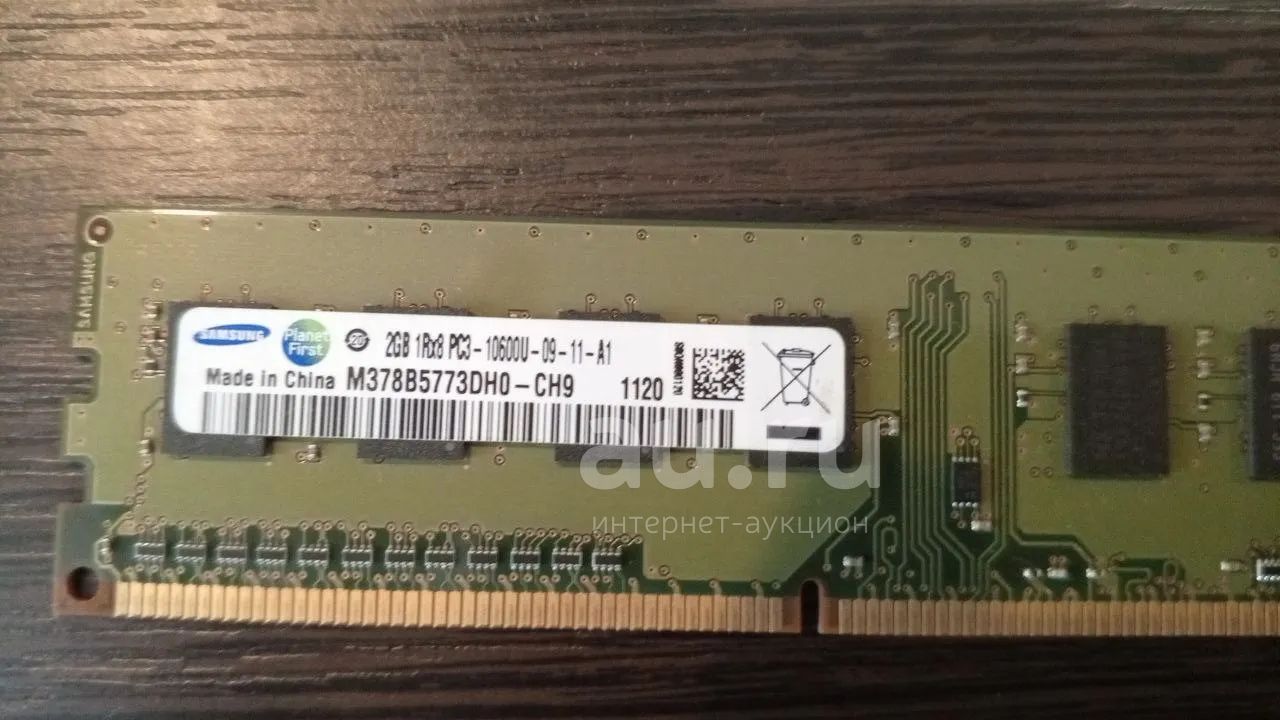 SAMSUNG
SAMSUNG Planet First 2GB 1Rx8 PC3-10600U-09-11-A1
Made in China M378B5773DH0-CH9 1120
au.ru
интернет-аукцион